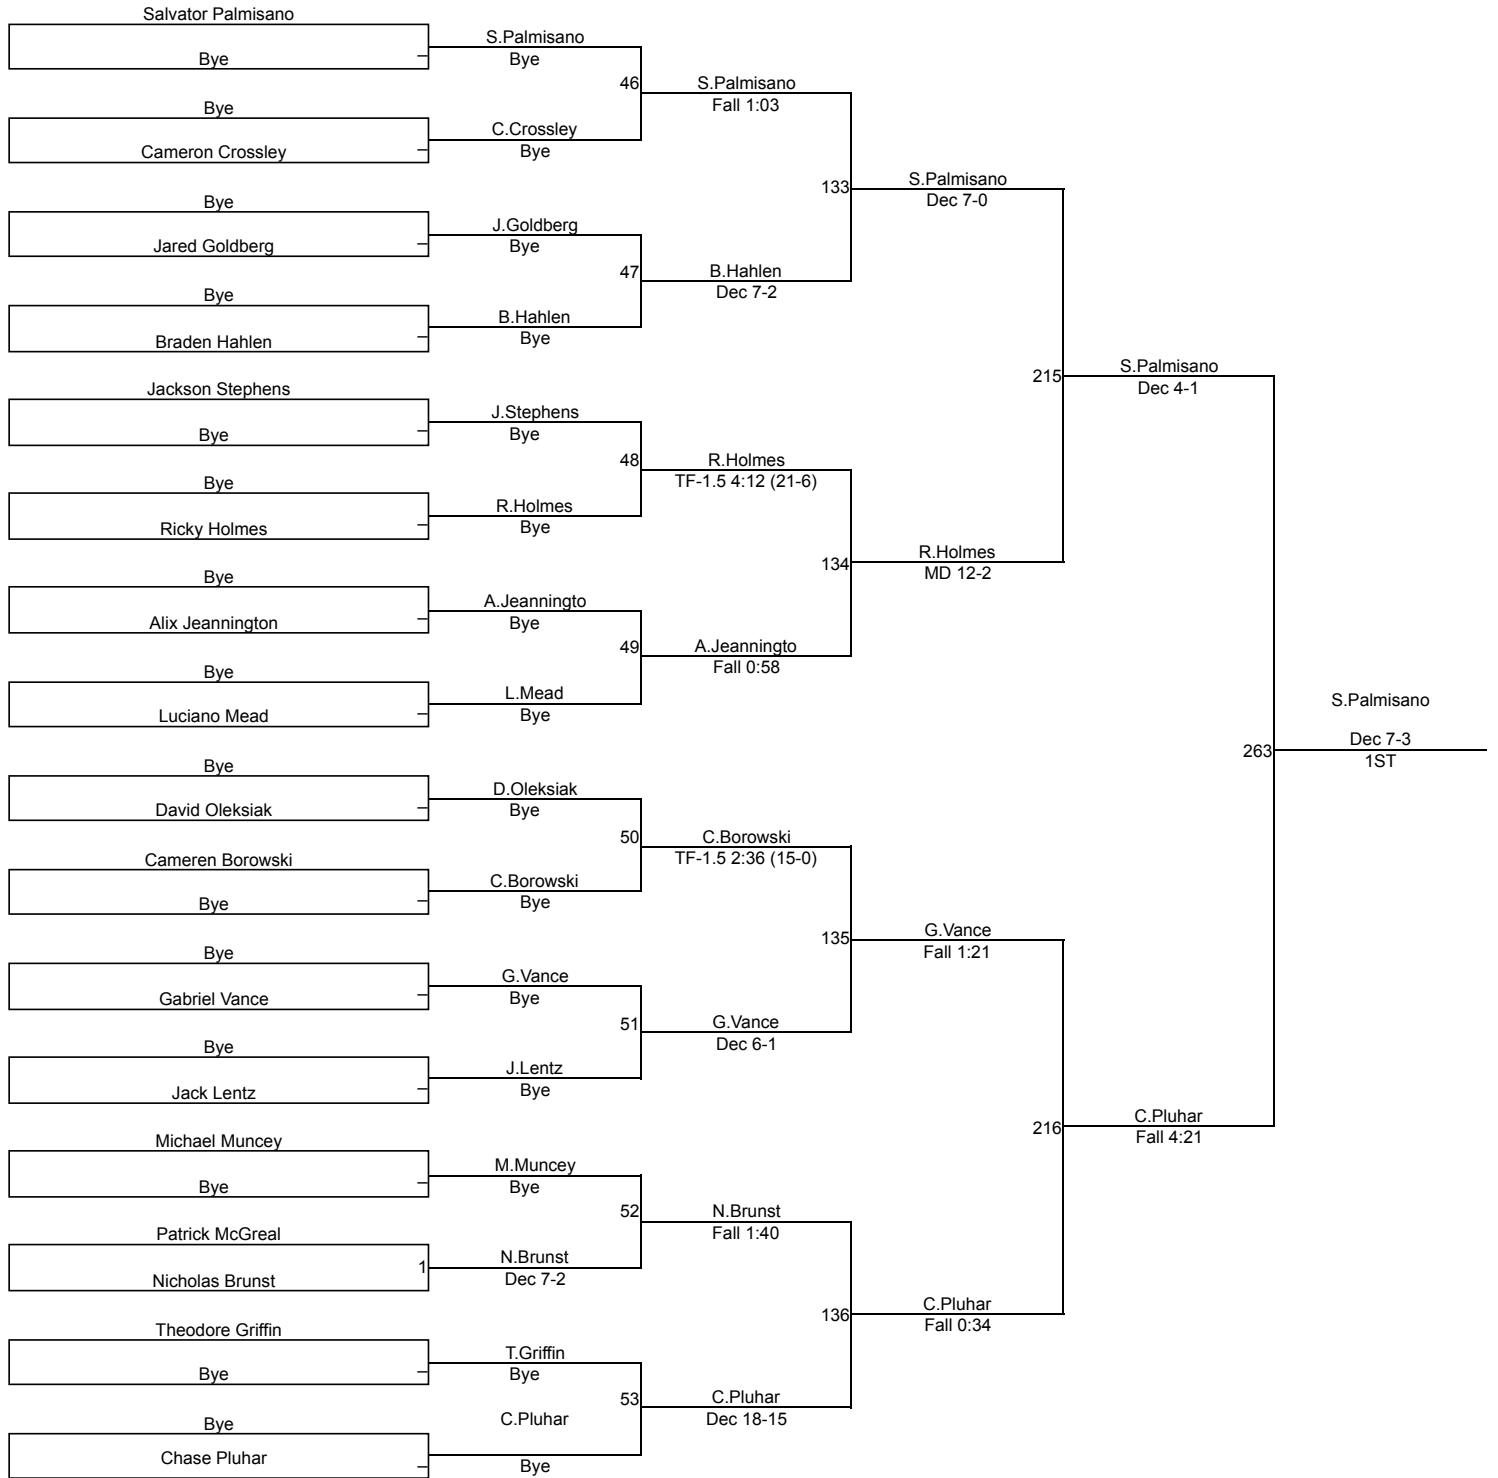 Salvator Palmisano
Bye
S.Palmisano
Bye
46
S.Palmisano
Fall 1:03
Bye
Cameron Crossley
C.Crossley
Bye
133
S.Palmisano
Dec 7-0
Bye
Jared Goldberg
J.Goldberg
Bye
47
B.Hahlen
Dec 7-2
Bye
Braden Hahlen
B.Hahlen
Bye
215
S.Palmisano
Dec 4-1
Jackson Stephens
Bye
J.Stephens
Bye
48
R.Holmes
TF-1.5 4:12 (21-6)
Bye
Ricky Holmes
R.Holmes
Bye
134
R.Holmes
MD 12-2
Bye
Alix Jeannington
A.Jeanningto
Bye
49
A.Jeanningto
Fall 0:58
Bye
Luciano Mead
L.Mead
Bye
263
S.Palmisano
Dec 7-3
1ST
Bye
David Oleksiak
D.Oleksiak
Bye
50
C.Borowski
TF-1.5 2:36 (15-0)
Cameren Borowski
Bye
C.Borowski
Bye
135
G.Vance
Fall 1:21
Bye
Gabriel Vance
G.Vance
Bye
51
G.Vance
Dec 6-1
Bye
Jack Lentz
J.Lentz
Bye
216
C.Pluhar
Fall 4:21
Michael Muncey
Bye
M.Muncey
Bye
52
N.Brunst
Fall 1:40
Patrick McGreal
Nicholas Brunst
1
N.Brunst
Dec 7-2
136
C.Pluhar
Fall 0:34
Theodore Griffin
Bye
T.Griffin
Bye
53
C.Pluhar
Dec 18-15
Bye
Chase Pluhar
C.Pluhar
Bye